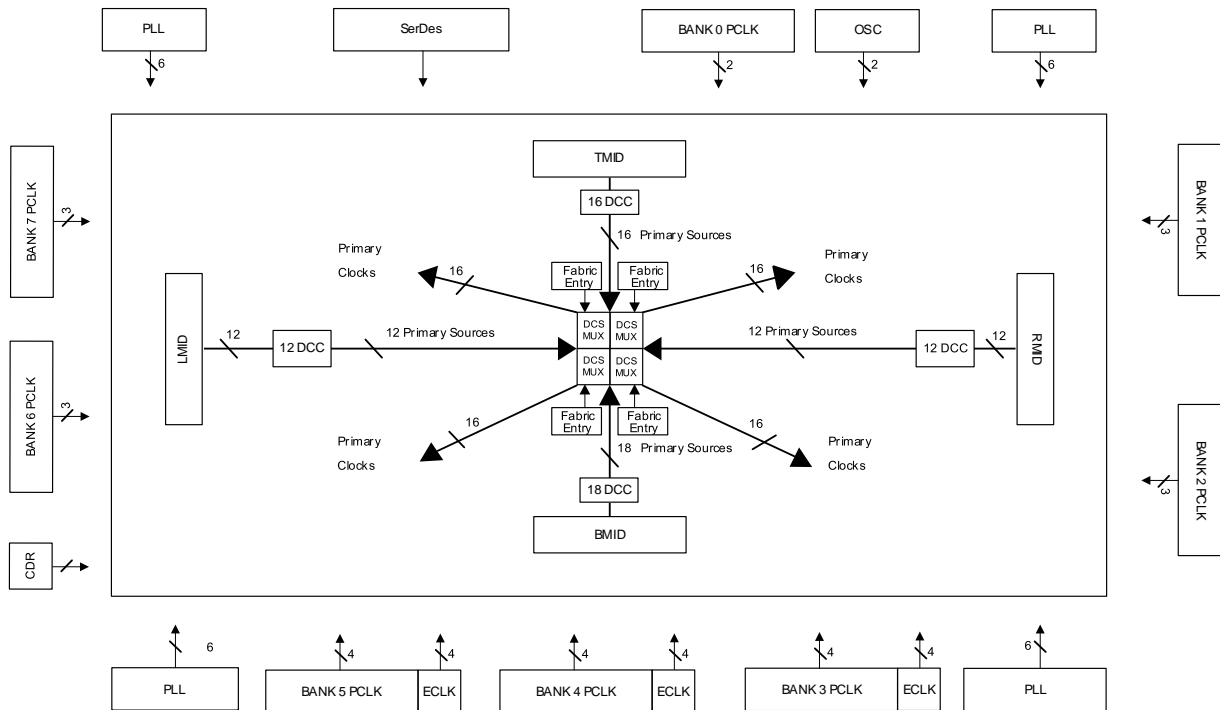 PLL
SerDes
BANK 0 PCLK
OSC
PLL
6
2
2
6
TMID
16 DCC
16 Primary Sources
BANK 7 PCLK
3
BANK 1 PCLK
3
Primary
Clocks
16
Fabric
Entry
Fabric
Entry
16
Primary
Clocks
LMID
12
12 DCC
12 Primary Sources
DCS
MUX
DCS
MUX
DCS
MUX
DCS
MUX
12 Primary Sources
12 DCC
12
RMID
BANK 6 PCLK
3
BANK 2 PCLK
3
Primary
Clocks
16
Fabric
Entry
Fabric
Entry
16
Primary
Clocks
18 Primary Sources
18 DCC
BMID
CDR
6
4
4
4
4
4
4
6
PLL
BANK 5 PCLK
ECLK
BANK 4 PCLK
ECLK
BANK 3 PCLK
ECLK
PLL